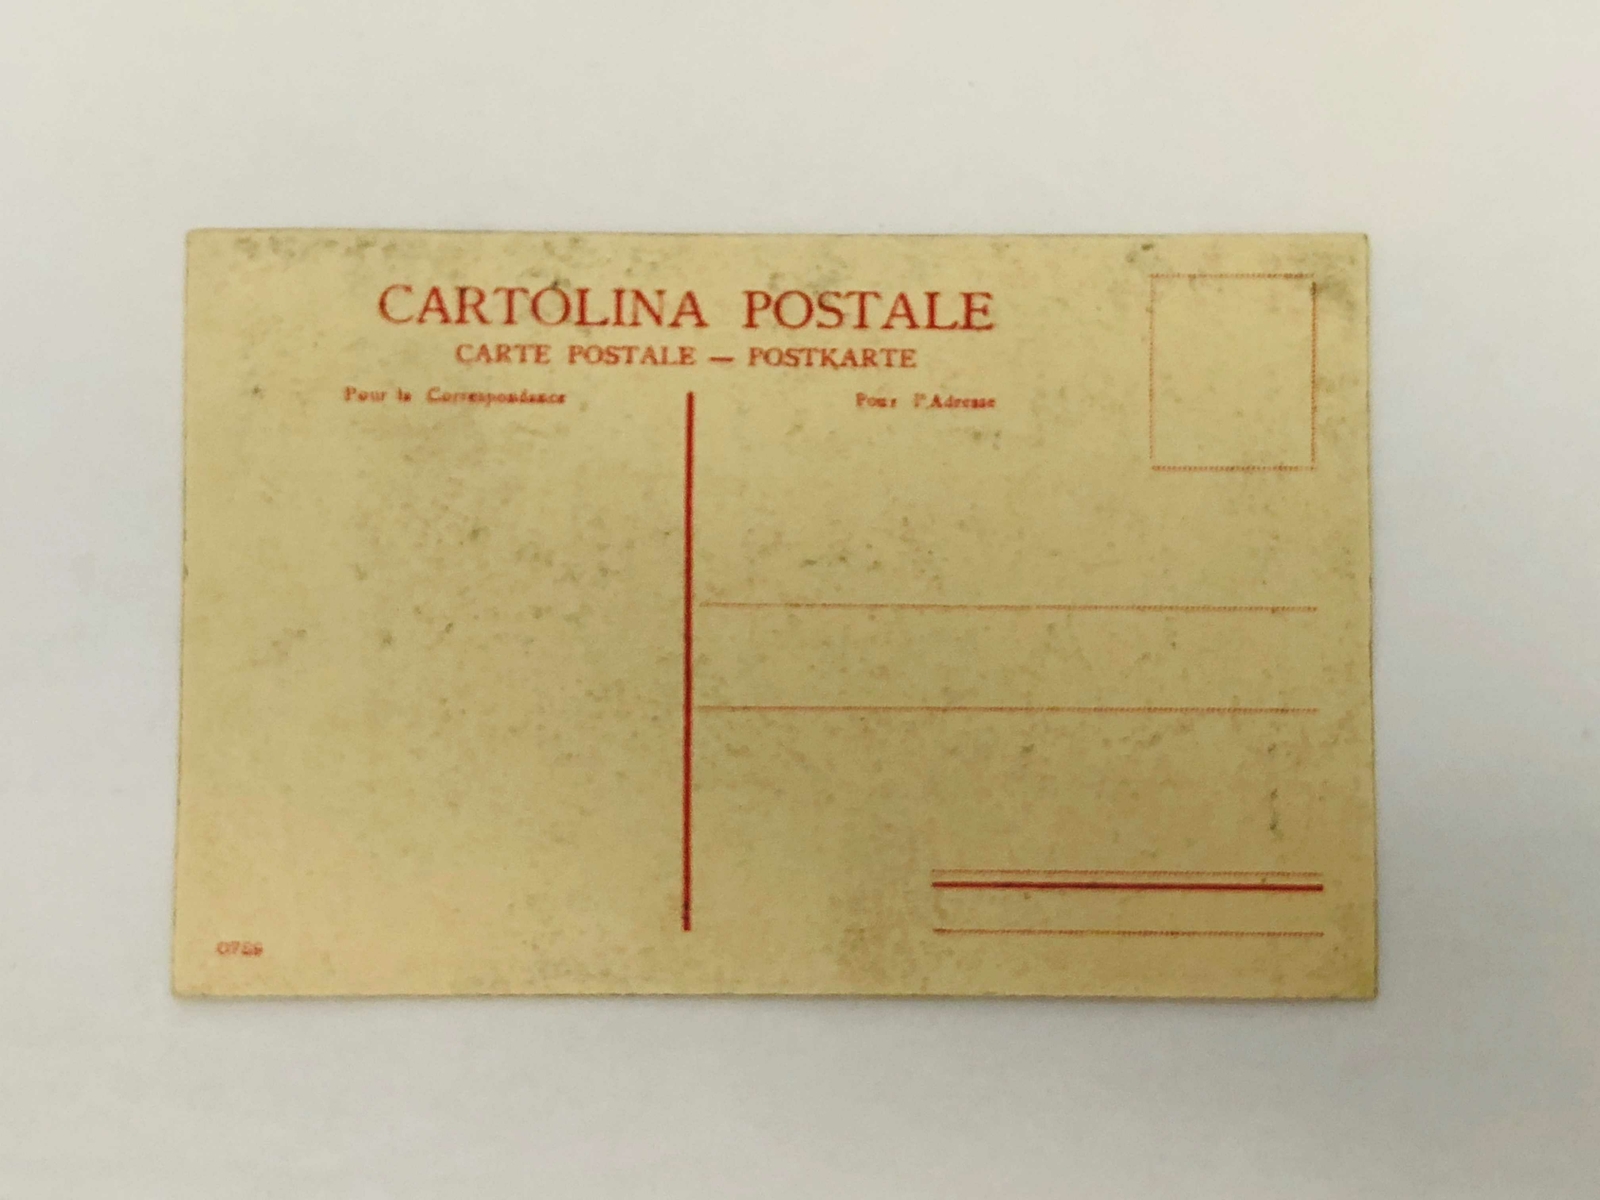 CARTOLINA POSTALE
CARTE POSTALE — POSTKARTE
Pour la Correspondance
Pour l'Adresse